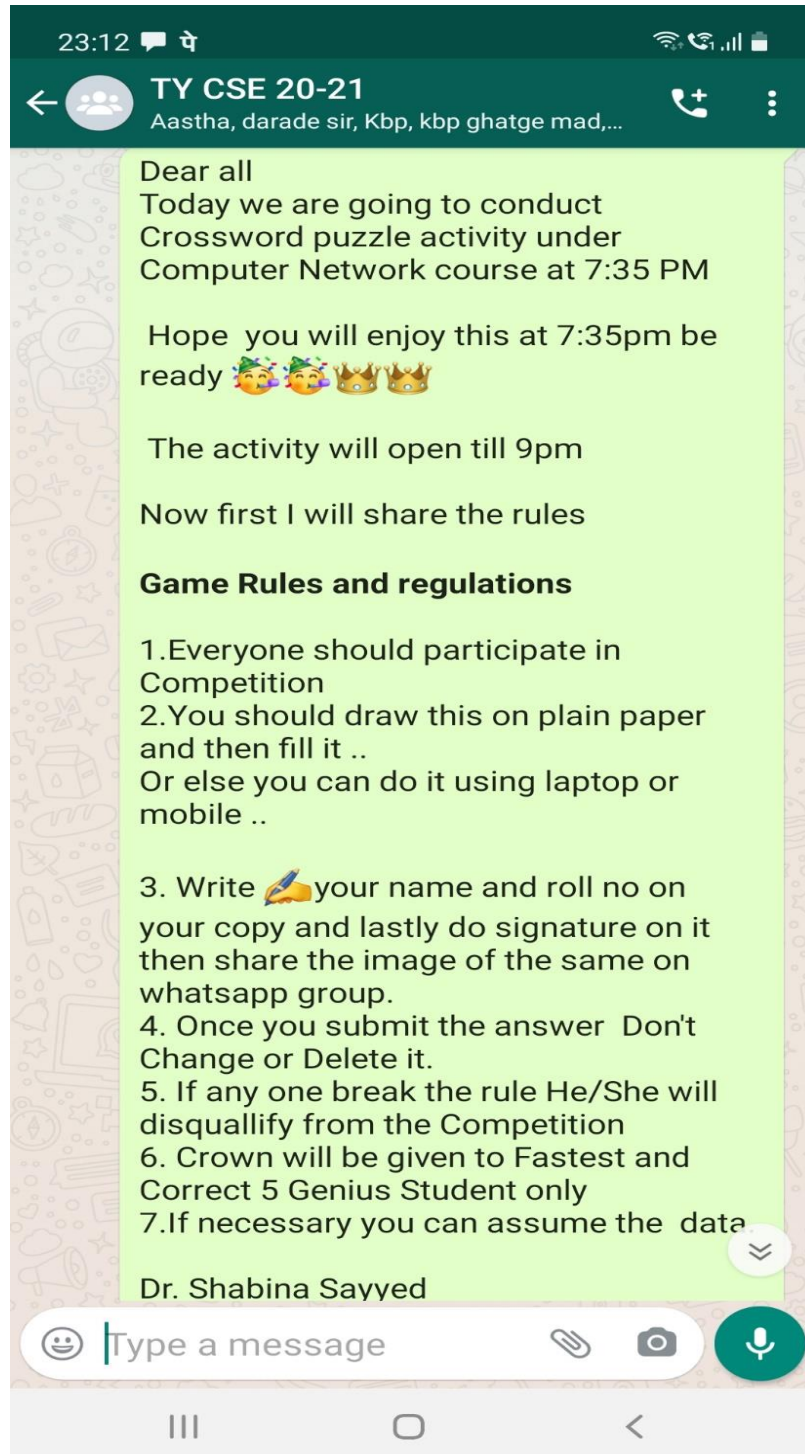 23:12 पे
TY CSE 20-21
Aastha, darade sir, Kbp, kbp ghatge mad,...
Dear all
Today we are going to conduct
Crossword puzzle activity under
Computer Network course at 7:35 PM
Hope  you will enjoy this at 7:35pm be
ready 🥳🥳👑👑
The activity will open till 9pm
Now first I will share the rules
Game Rules and regulations
1.Everyone should participate in
Competition
2.You should draw this on plain paper
and then fill it ..
Or else you can do it using laptop or
mobile ..
3. Write ✍️your name and roll no on
your copy and lastly do signature on it
then share the image of the same on
whatsapp group.
4. Once you submit the answer  Don't
Change or Delete it.
5. If any one break the rule He/She will
disquallify from the Competition
6. Crown will be given to Fastest and
Correct 5 Genius Student only
7.If necessary you can assume the  data.
Dr. Shabina Sayyed
Type a message